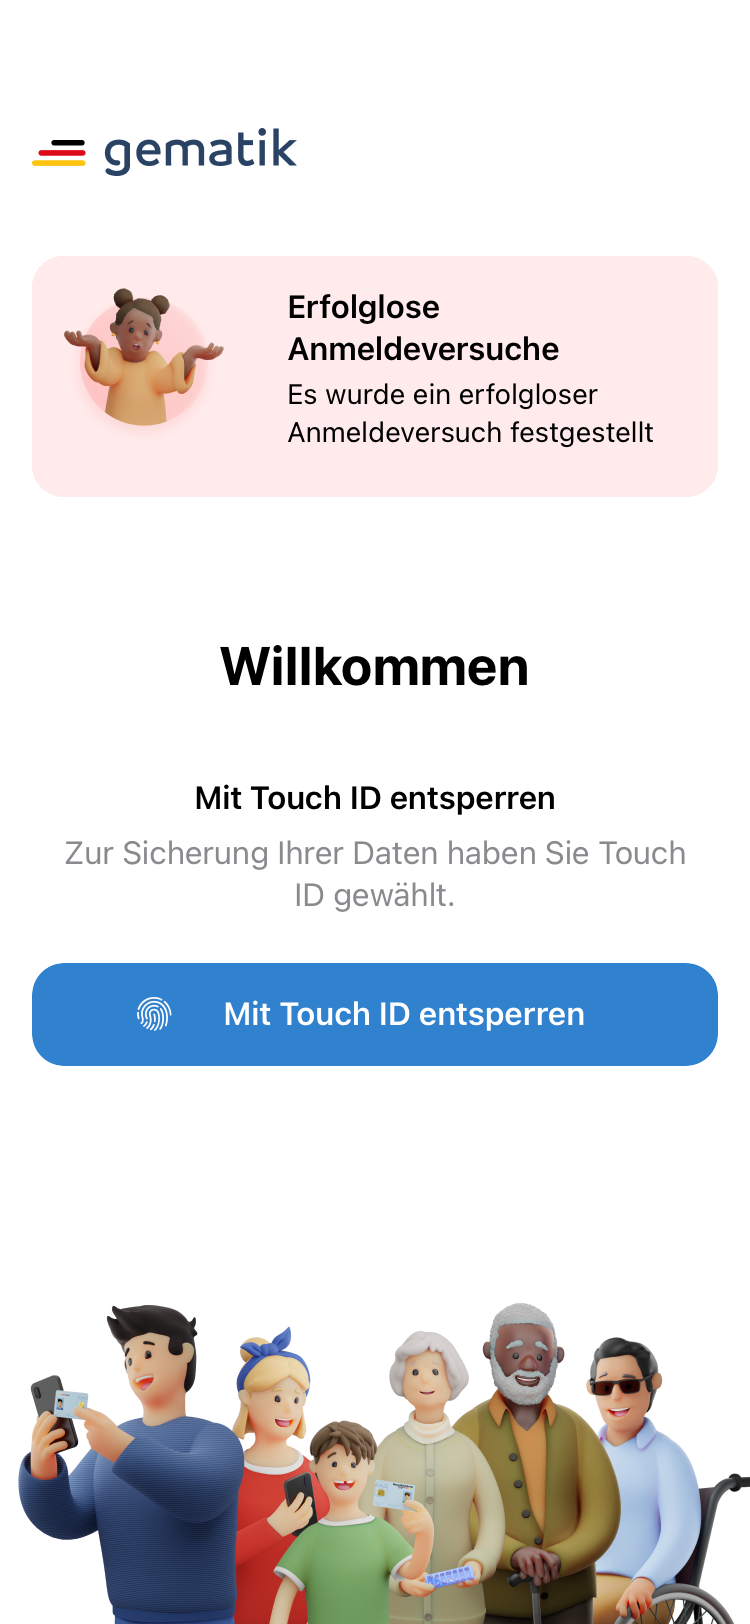 gematik
Erfolglose
Anmeldeversuche
Es wurde ein erfolgloser
Anmeldeversuch festgestellt
Willkommen
Mit Touch ID entsperren
Zur Sicherung Ihrer Daten haben Sie Touch
ID gewählt.
Mit Touch ID entsperren